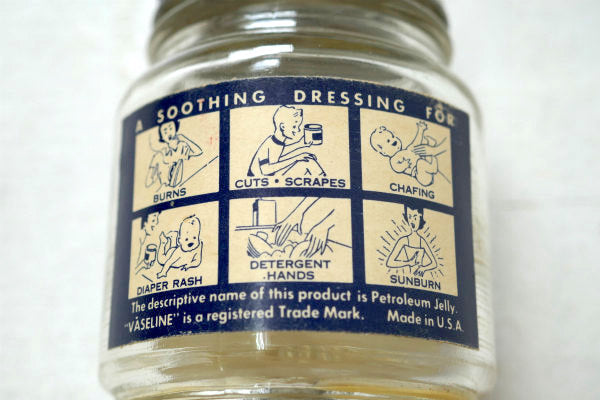 A SOOTHING DRESSING FOR:
BURNS
CUTS • SCRAPES
CHAFING
DIAPER RASH
DETERGENT HANDS
SUNBURN
The descriptive name of this product is Petroleum Jelly.
"VASELINE" is a registered Trade Mark. Made in U.S.A.